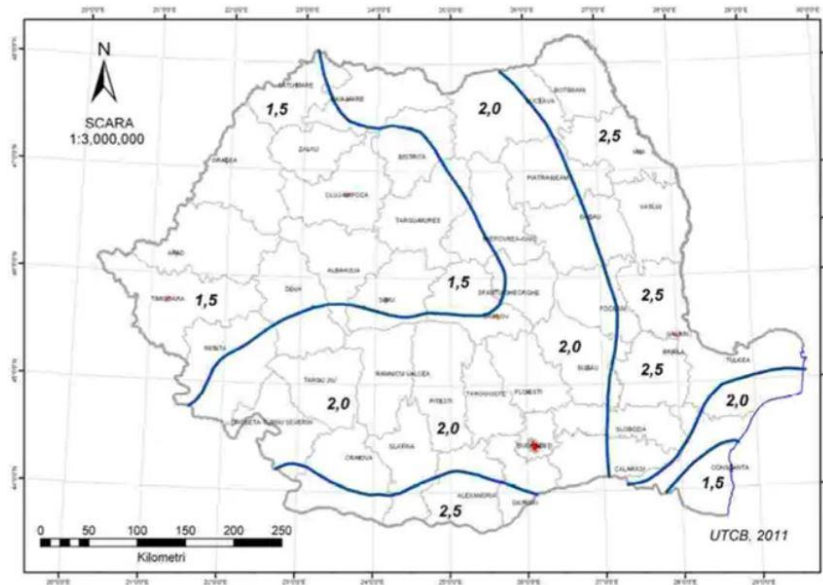 N
SCARA
1:3,000,000
1,5
2,0
2,5
SATU MARE
BAIA MARE
SUCEAVA
BOTOSANI
ZALAU
BISTRITA
IASI
ORADEA
CLUJ-NAPOCA
PIATRA NEAMT
TARGU MURES
BACAU
VASLUI
MIERCUREA-CIUC
ARAD
ALBA IULIA
1,5
2,5
TIMISOARA
1,5
DEVA
SIBIU
SFANTU GHEORGHE
BRASOV
FOCSANI
GALATI
RESITA
2,0
BUZAU
2,5
BRAILA
TULCEA
TARGU JIU
RAMNICU VALCEA
PITESTI
TARGOVISTE
PLOIESTI
2,0
2,0
2,0
DROBETA-TURNU SEVERIN
SLOBOZIA
CRAIOVA
SLATINA
BUCURESTI
CALARASI
CONSTANTA
1,5
ALEXANDRIA
GIURGIU
2,5
0 50 100 150 200 250
Kilometri
UTCB, 2011